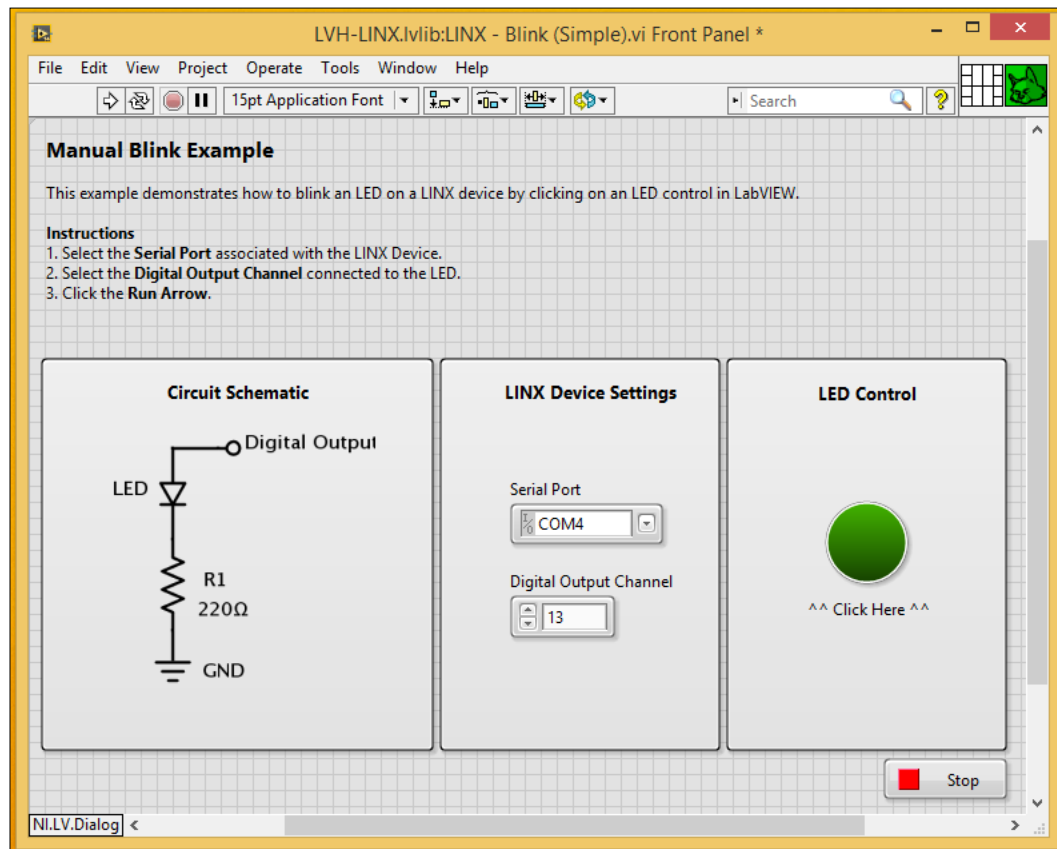 LVH-LINX.lvlib:LINX - Blink (Simple).vi Front Panel *
File Edit View Project Operate Tools Window Help
15pt Application Font Search
Manual Blink Example
This example demonstrates how to blink an LED on a LINX device by clicking on an LED control in LabVIEW.
Instructions
1. Select the Serial Port associated with the LINX Device.
2. Select the Digital Output Channel connected to the LED.
3. Click the Run Arrow.
Circuit Schematic
Digital Output
LED
R1
220Ω
GND
LINX Device Settings
Serial Port
COM4
Digital Output Channel
13
LED Control
^^ Click Here ^^
Stop
NI.LV.Dialog